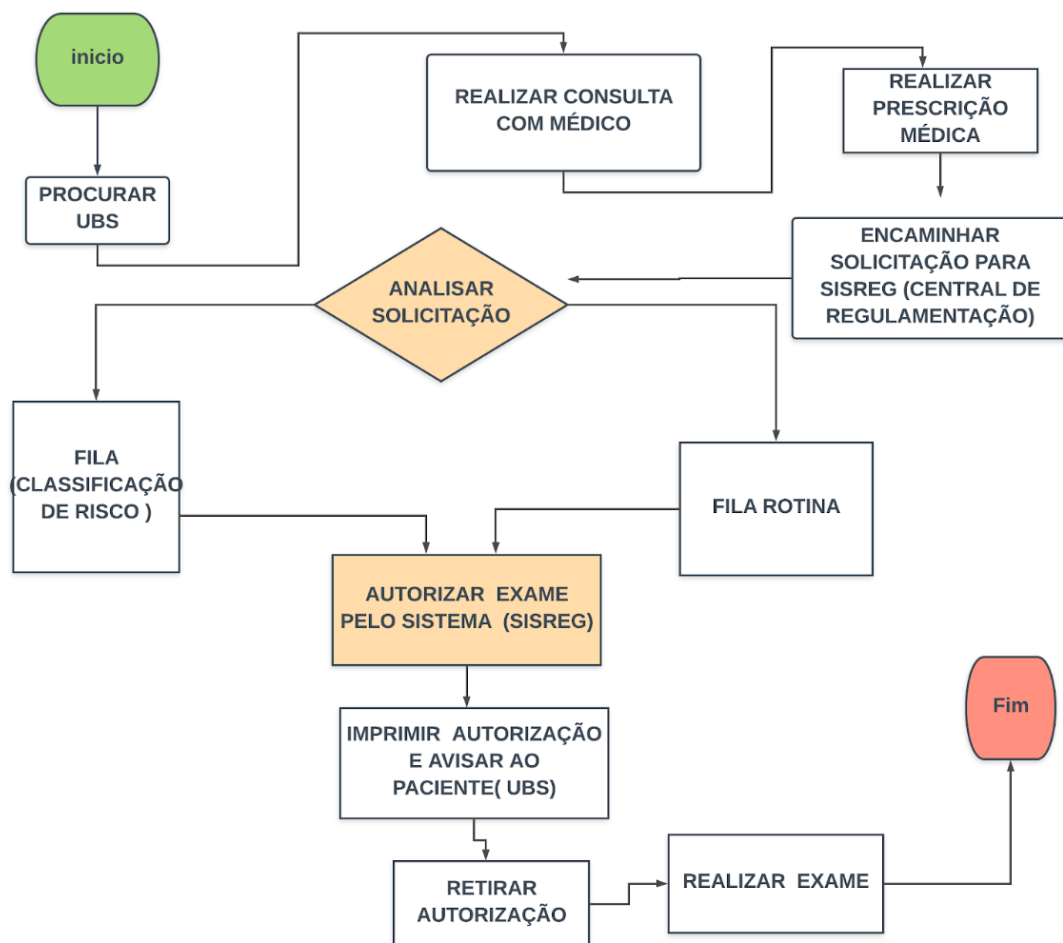 inicio
PROCURAR
UBS
REALIZAR CONSULTA
COM MÉDICO
REALIZAR
PRESCRIÇÃO
MÉDICA
ENCAMINHAR
SOLICITAÇÃO PARA
SISREG (CENTRAL DE
REGULAMENTAÇÃO)
ANALISAR
SOLICITAÇÃO
FILA
(CLASSIFICAÇÃO
DE RISCO )
FILA ROTINA
AUTORIZAR EXAME
PELO SISTEMA (SISREG)
IMPRIMIR AUTORIZAÇÃO
E AVISAR AO
PACIENTE( UBS)
RETIRAR
AUTORIZAÇÃO
REALIZAR EXAME
Fim